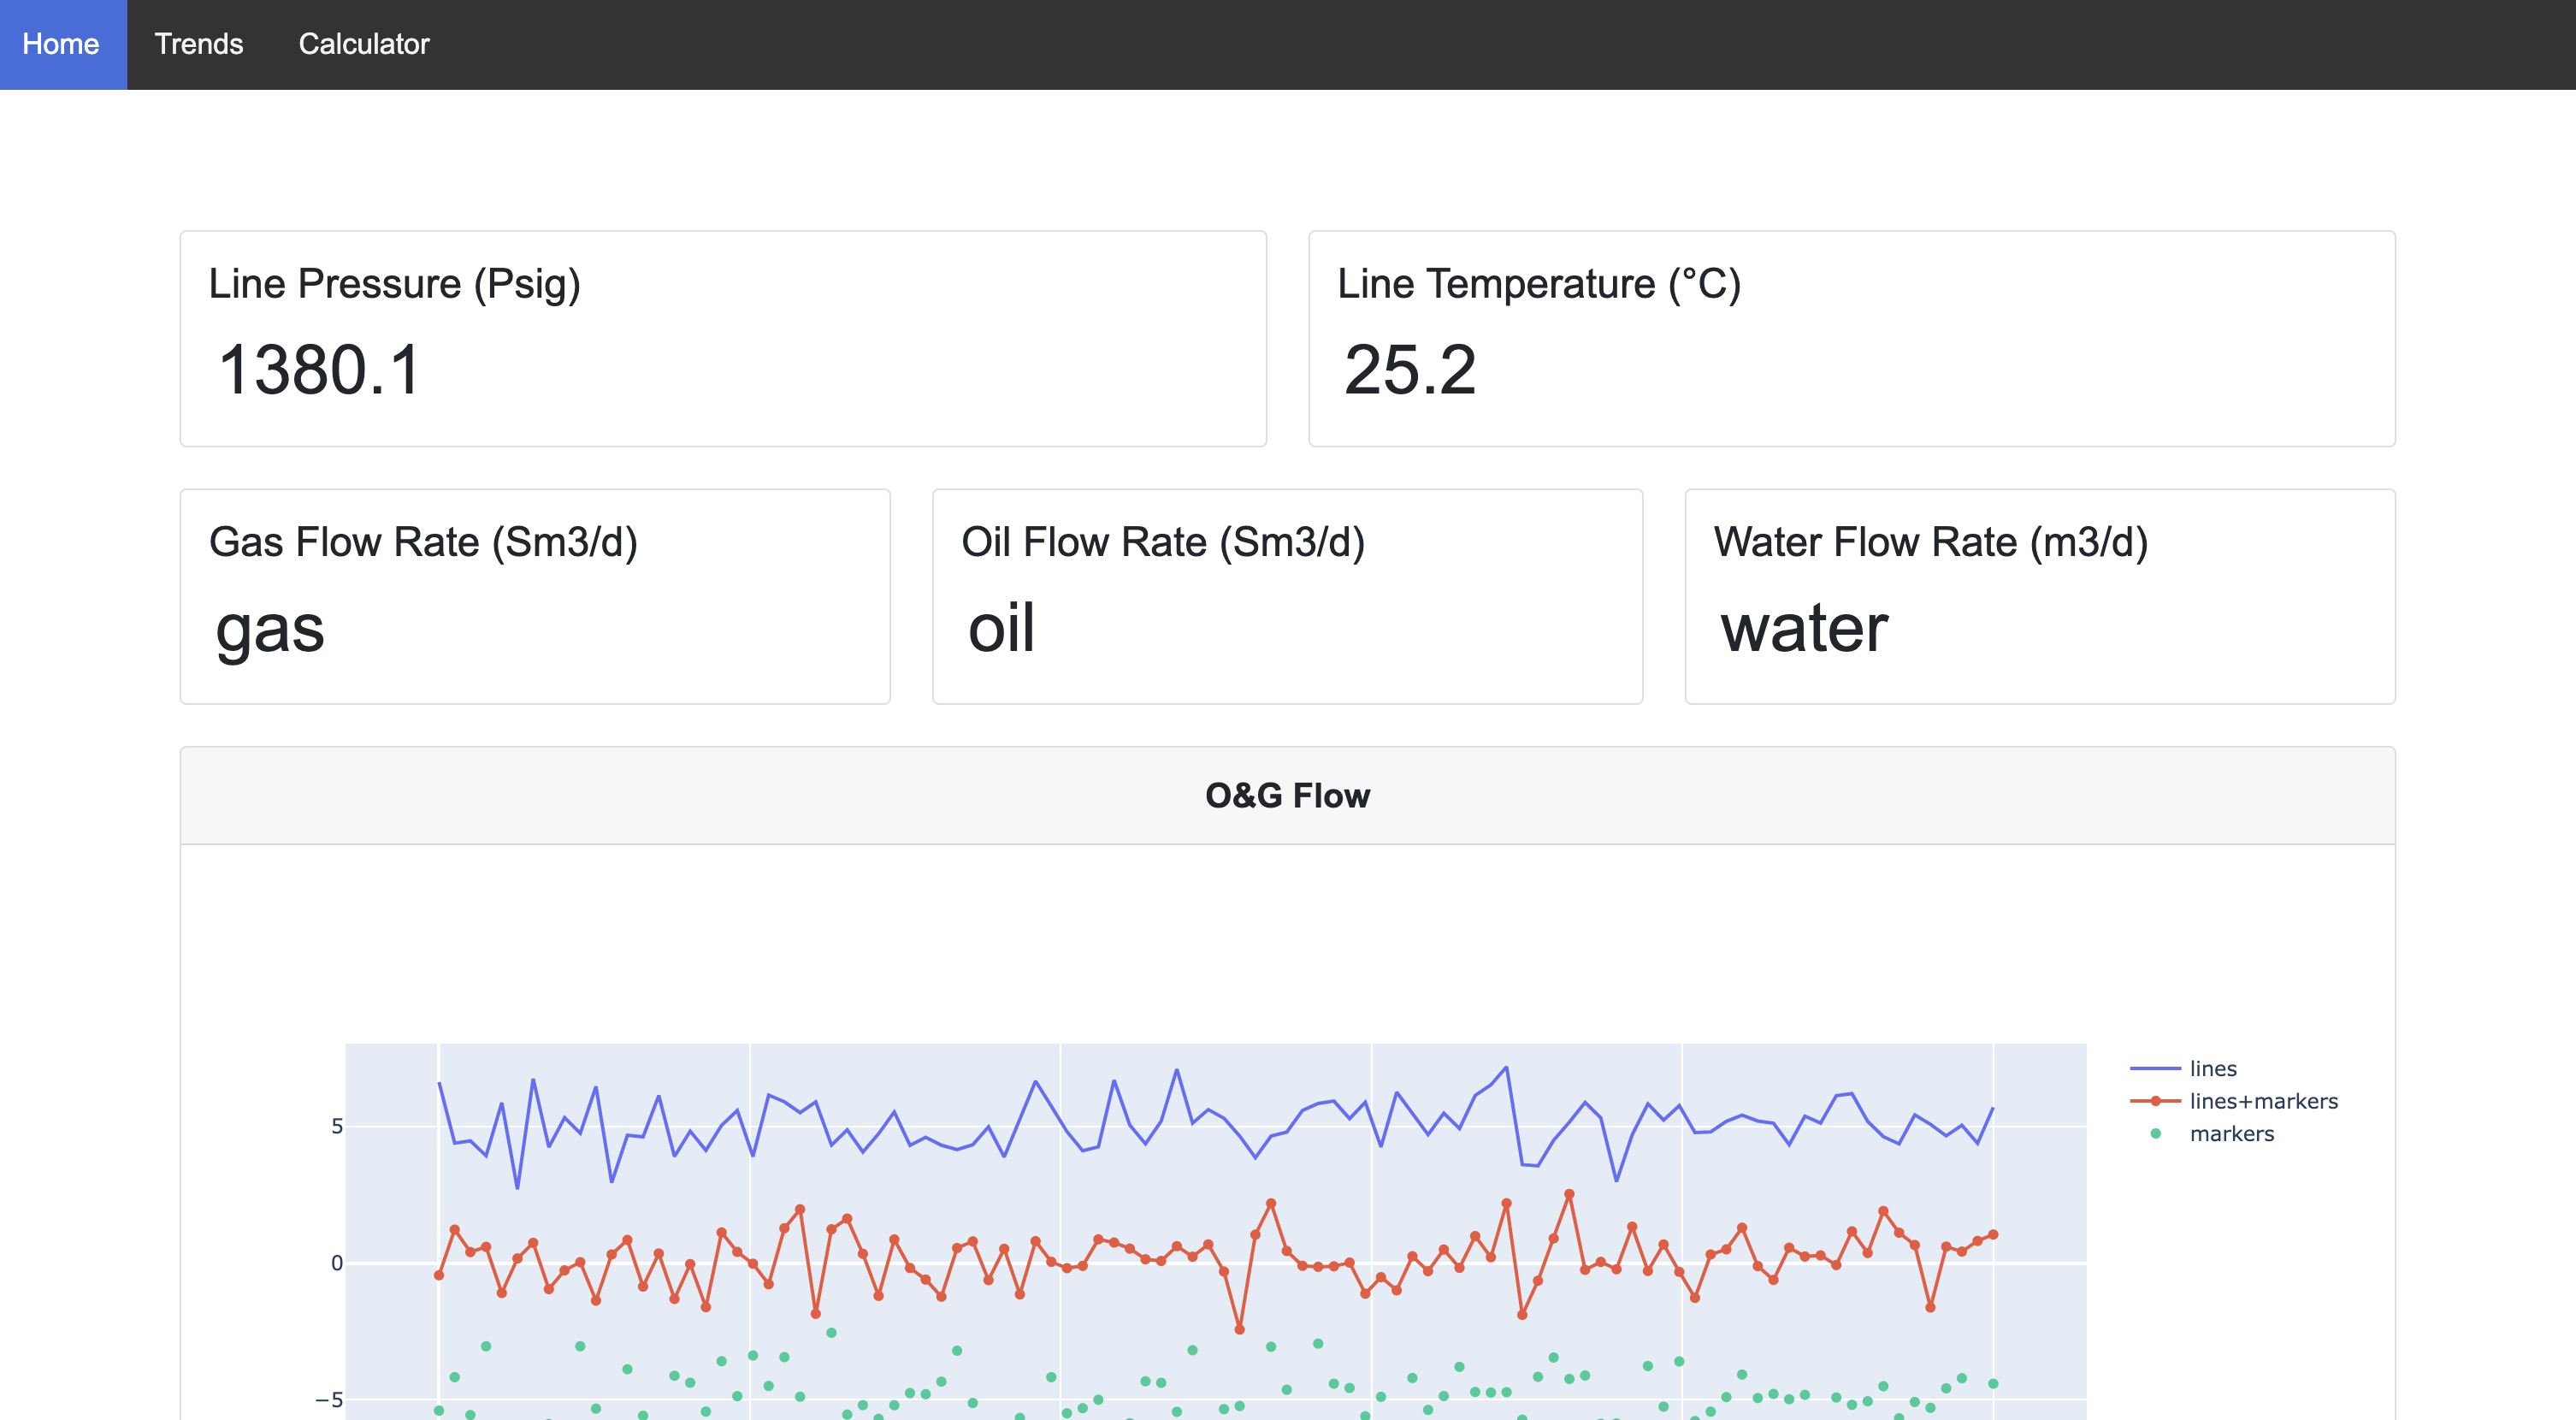 Home Trends Calculator
Line Pressure (Psig)
1380.1
Line Temperature (°C)
25.2
Gas Flow Rate (Sm3/d)
gas
Oil Flow Rate (Sm3/d)
oil
Water Flow Rate (m3/d)
water
O&G Flow
lines
lines+markers
markers
5
0
−5